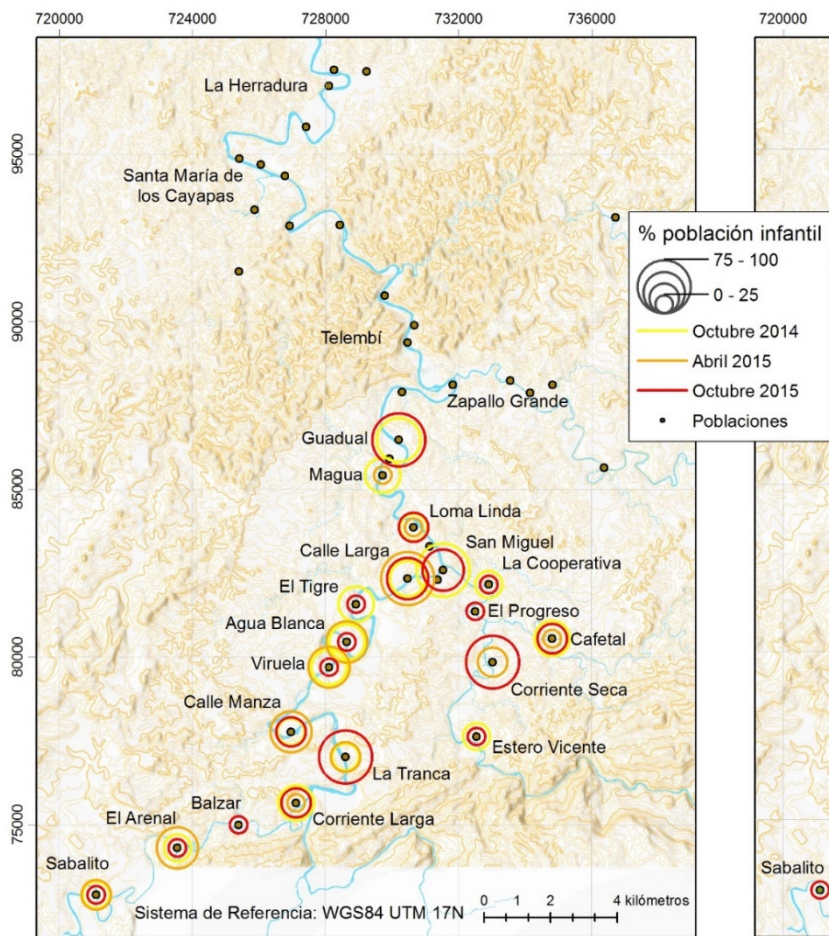 720000 724000 728000 732000 736000 720000
La Herradura
95000
Santa María de
los Cayapas
% población infantil
75 - 100
0 - 25
90000
Telembí
Octubre 2014
Abril 2015
Zapallo Grande
Octubre 2015
Poblaciones
Guadual
Magua
85000
Loma Linda
San Miguel
Calle Larga
La Cooperativa
El Tigre
El Progreso
Agua Blanca
Cafetal
80000
Viruela
Corriente Seca
Calle Manza
Estero Vicente
La Tranca
Balzar
El Arenal
Corriente Larga
75000
Sabalito
Sabalito
Sistema de Referencia: WGS84 UTM 17N
0 1 2 4 kilómetros